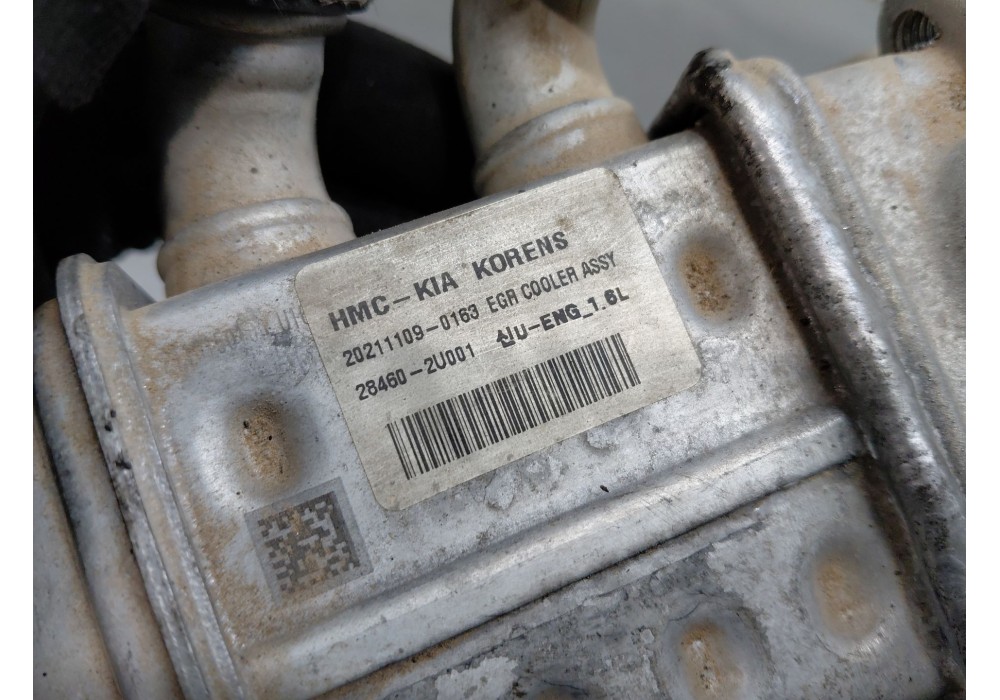 HMC-KIA KORENS
20211109-0163 EGR COOLER ASSY
28460-2U001 신U-ENG_1.6L